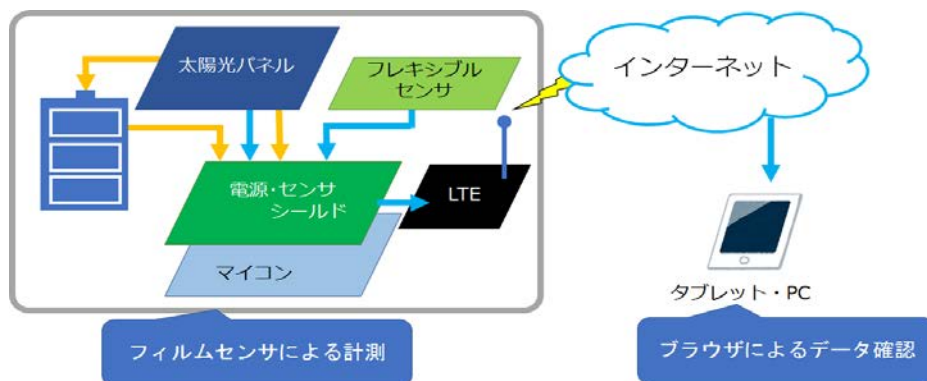 太陽光パネル
フレキシブル
センサ
インターネット
電源･センサ
シールド
LTE
マイコン
タブレット・PC
フィルムセンサによる計測
ブラウザによるデータ確認